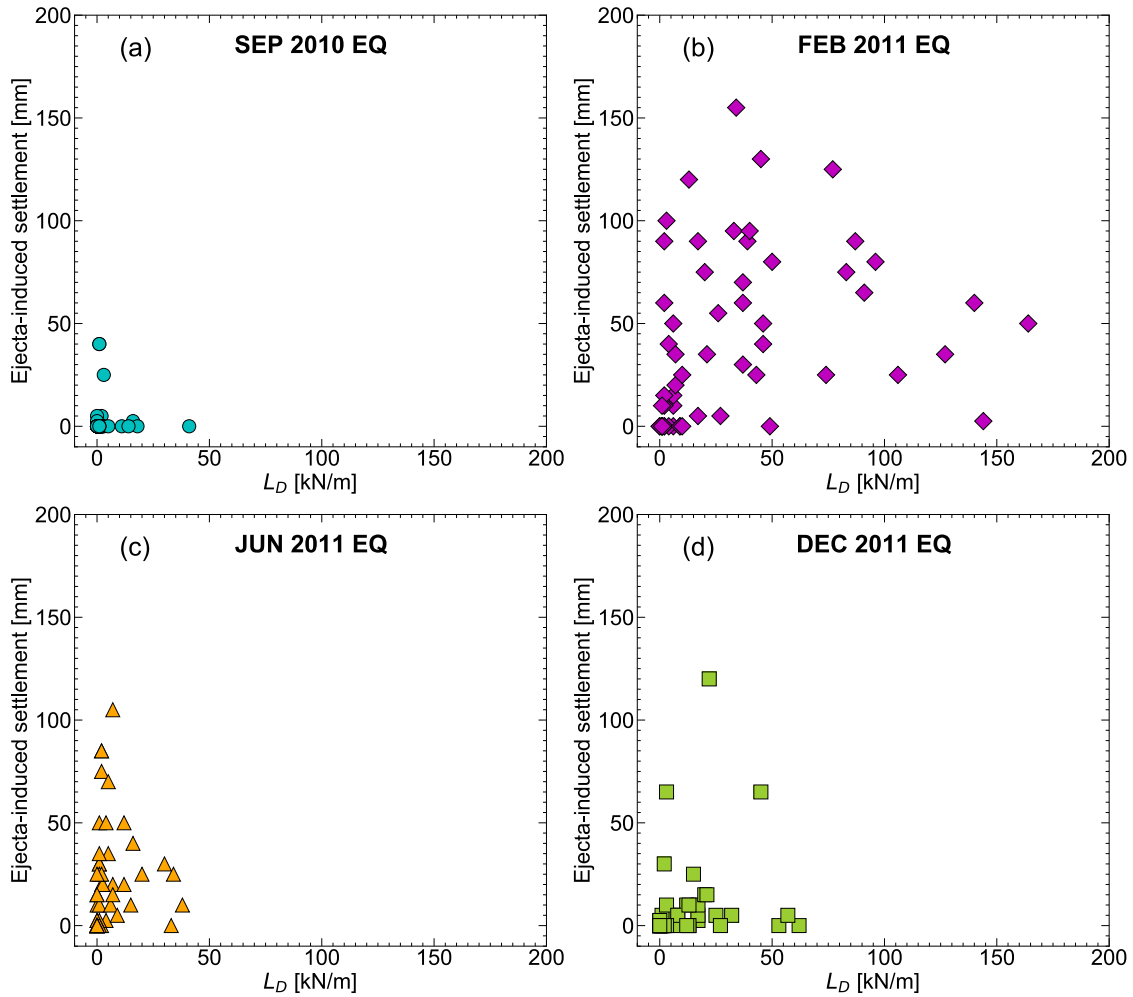 (a) SEP 2010 EQ
200
150
100
50
0
Ejecta-induced settlement [mm]
0 50 100 150 200
L_D [kN/m]
(b) FEB 2011 EQ
200
150
100
50
0
Ejecta-induced settlement [mm]
0 50 100 150 200
L_D [kN/m]
(c) JUN 2011 EQ
200
150
100
50
0
Ejecta-induced settlement [mm]
0 50 100 150 200
L_D [kN/m]
(d) DEC 2011 EQ
200
150
100
50
0
Ejecta-induced settlement [mm]
0 50 100 150 200
L_D [kN/m]